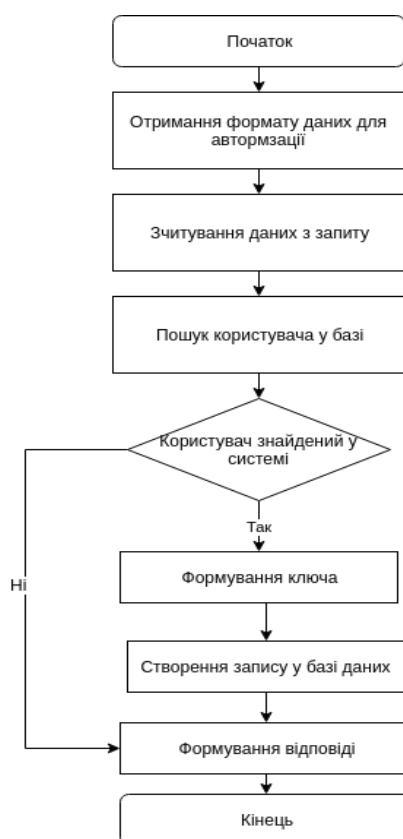 Початок
Отримання формату даних для
автормзації
Зчитування даних з запиту
Пошук користувача у базі
Користувач знайдений у
системі
Так
Формування ключа
Ні
Створення запису у базі даних
Формування відповіді
Кінець